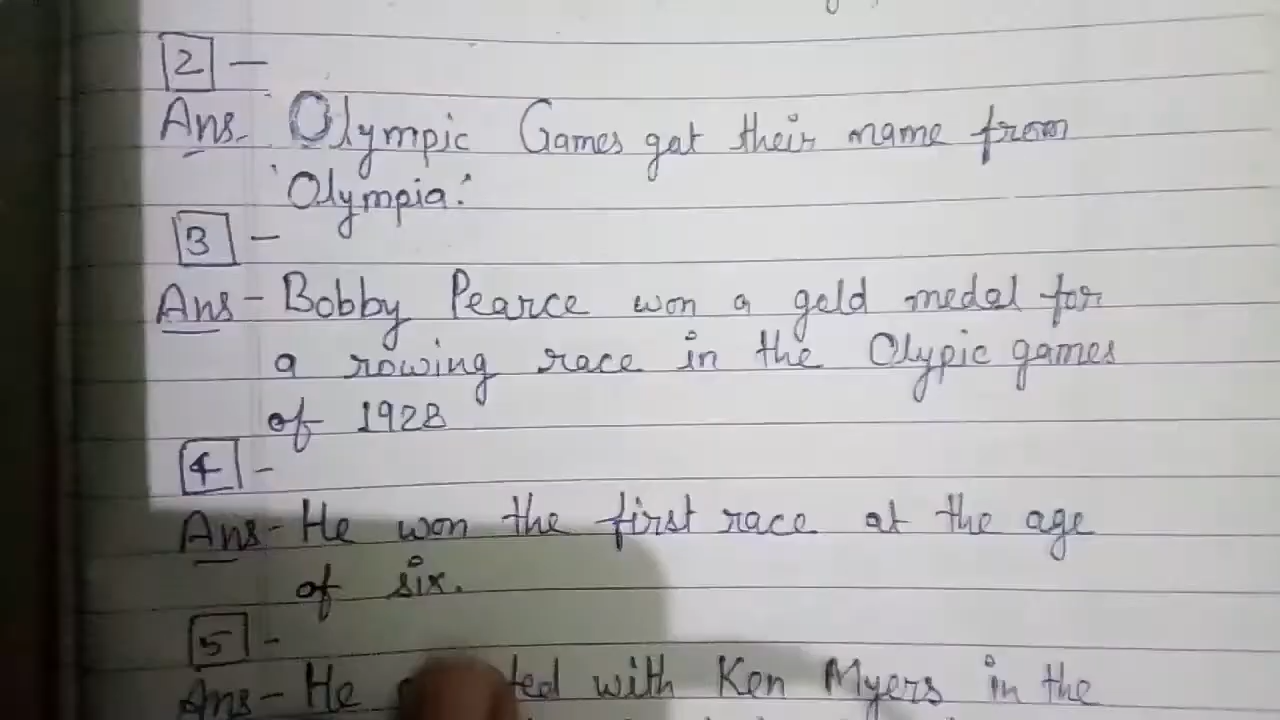 2 -
Ans. Olympic Games gat their name from
'Olympia.'
3 -
Ans - Bobby Pearce won a gold medal for
a rowing race in the Olypic games
of 1928
4 -
Ans - He won the first race at the age
of six.
5 -
Ans - He ted with Ken Myers in the